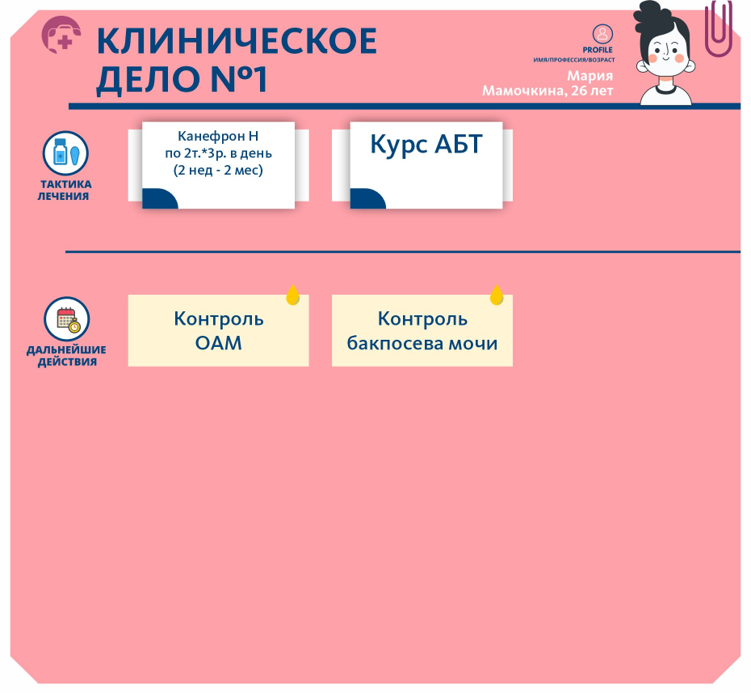 КЛИНИЧЕСКОЕ
ДЕЛО №1
PROFILE
ИМЯ/ПРОФЕССИЯ/ВОЗРАСТ
Мария
Мамочкина, 26 лет
ТАКТИКА
ЛЕЧЕНИЯ
Канефрон Н
по 2т.*3р. в день
(2 нед - 2 мес)
Курс АБТ
ДАЛЬНЕЙШИЕ
ДЕЙСТВИЯ
Контроль
ОАМ
Контроль
бакпосева мочи